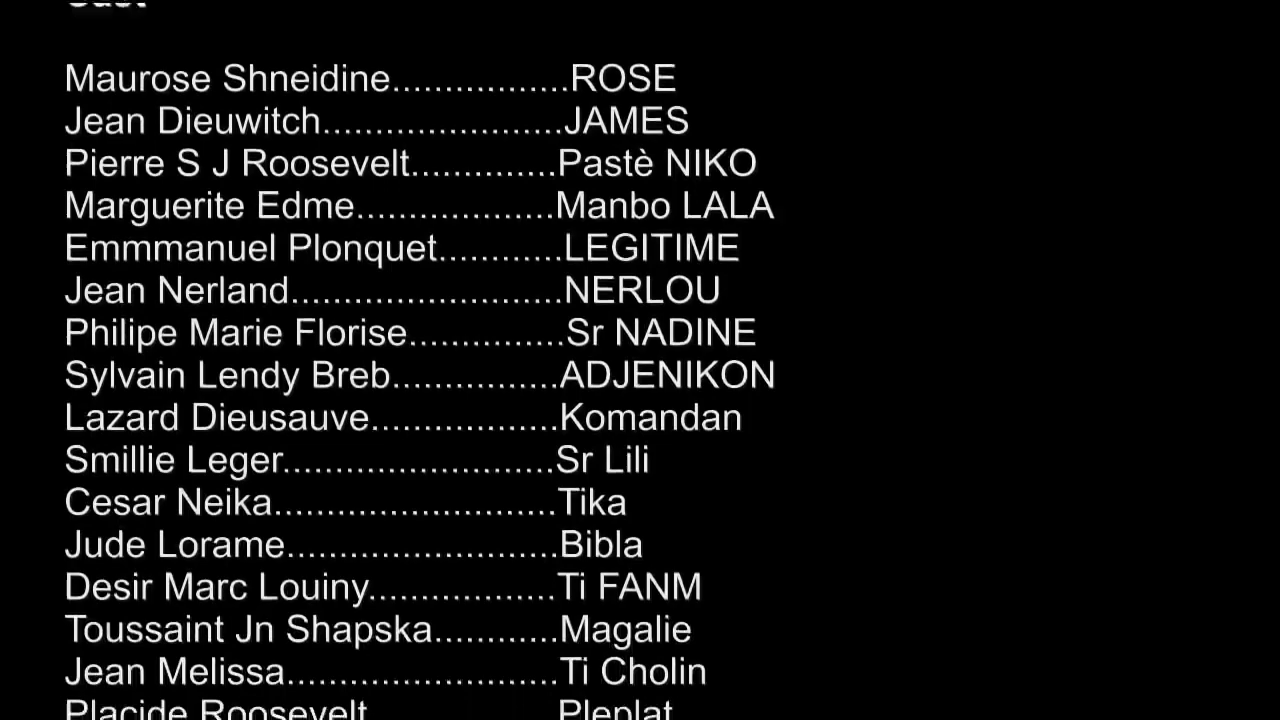 Cast
Maurose Shneidine.................ROSE
Jean Dieuwitch.......................JAMES
Pierre S J Roosevelt..............Pastè NIKO
Marguerite Edme...................Manbo LALA
Emmmanuel Plonquet............LEGITIME
Jean Nerland..........................NERLOU
Philipe Marie Florise...............Sr NADINE
Sylvain Lendy Breb................ADJENIKON
Lazard Dieusauve..................Komandan
Smillie Leger..........................Sr Lili
Cesar Neika...........................Tika
Jude Lorame..........................Bibla
Desir Marc Louiny..................Ti FANM
Toussaint Jn Shapska............Magalie
Jean Melissa..........................Ti Cholin
Placide Roosevelt..................Pleplat